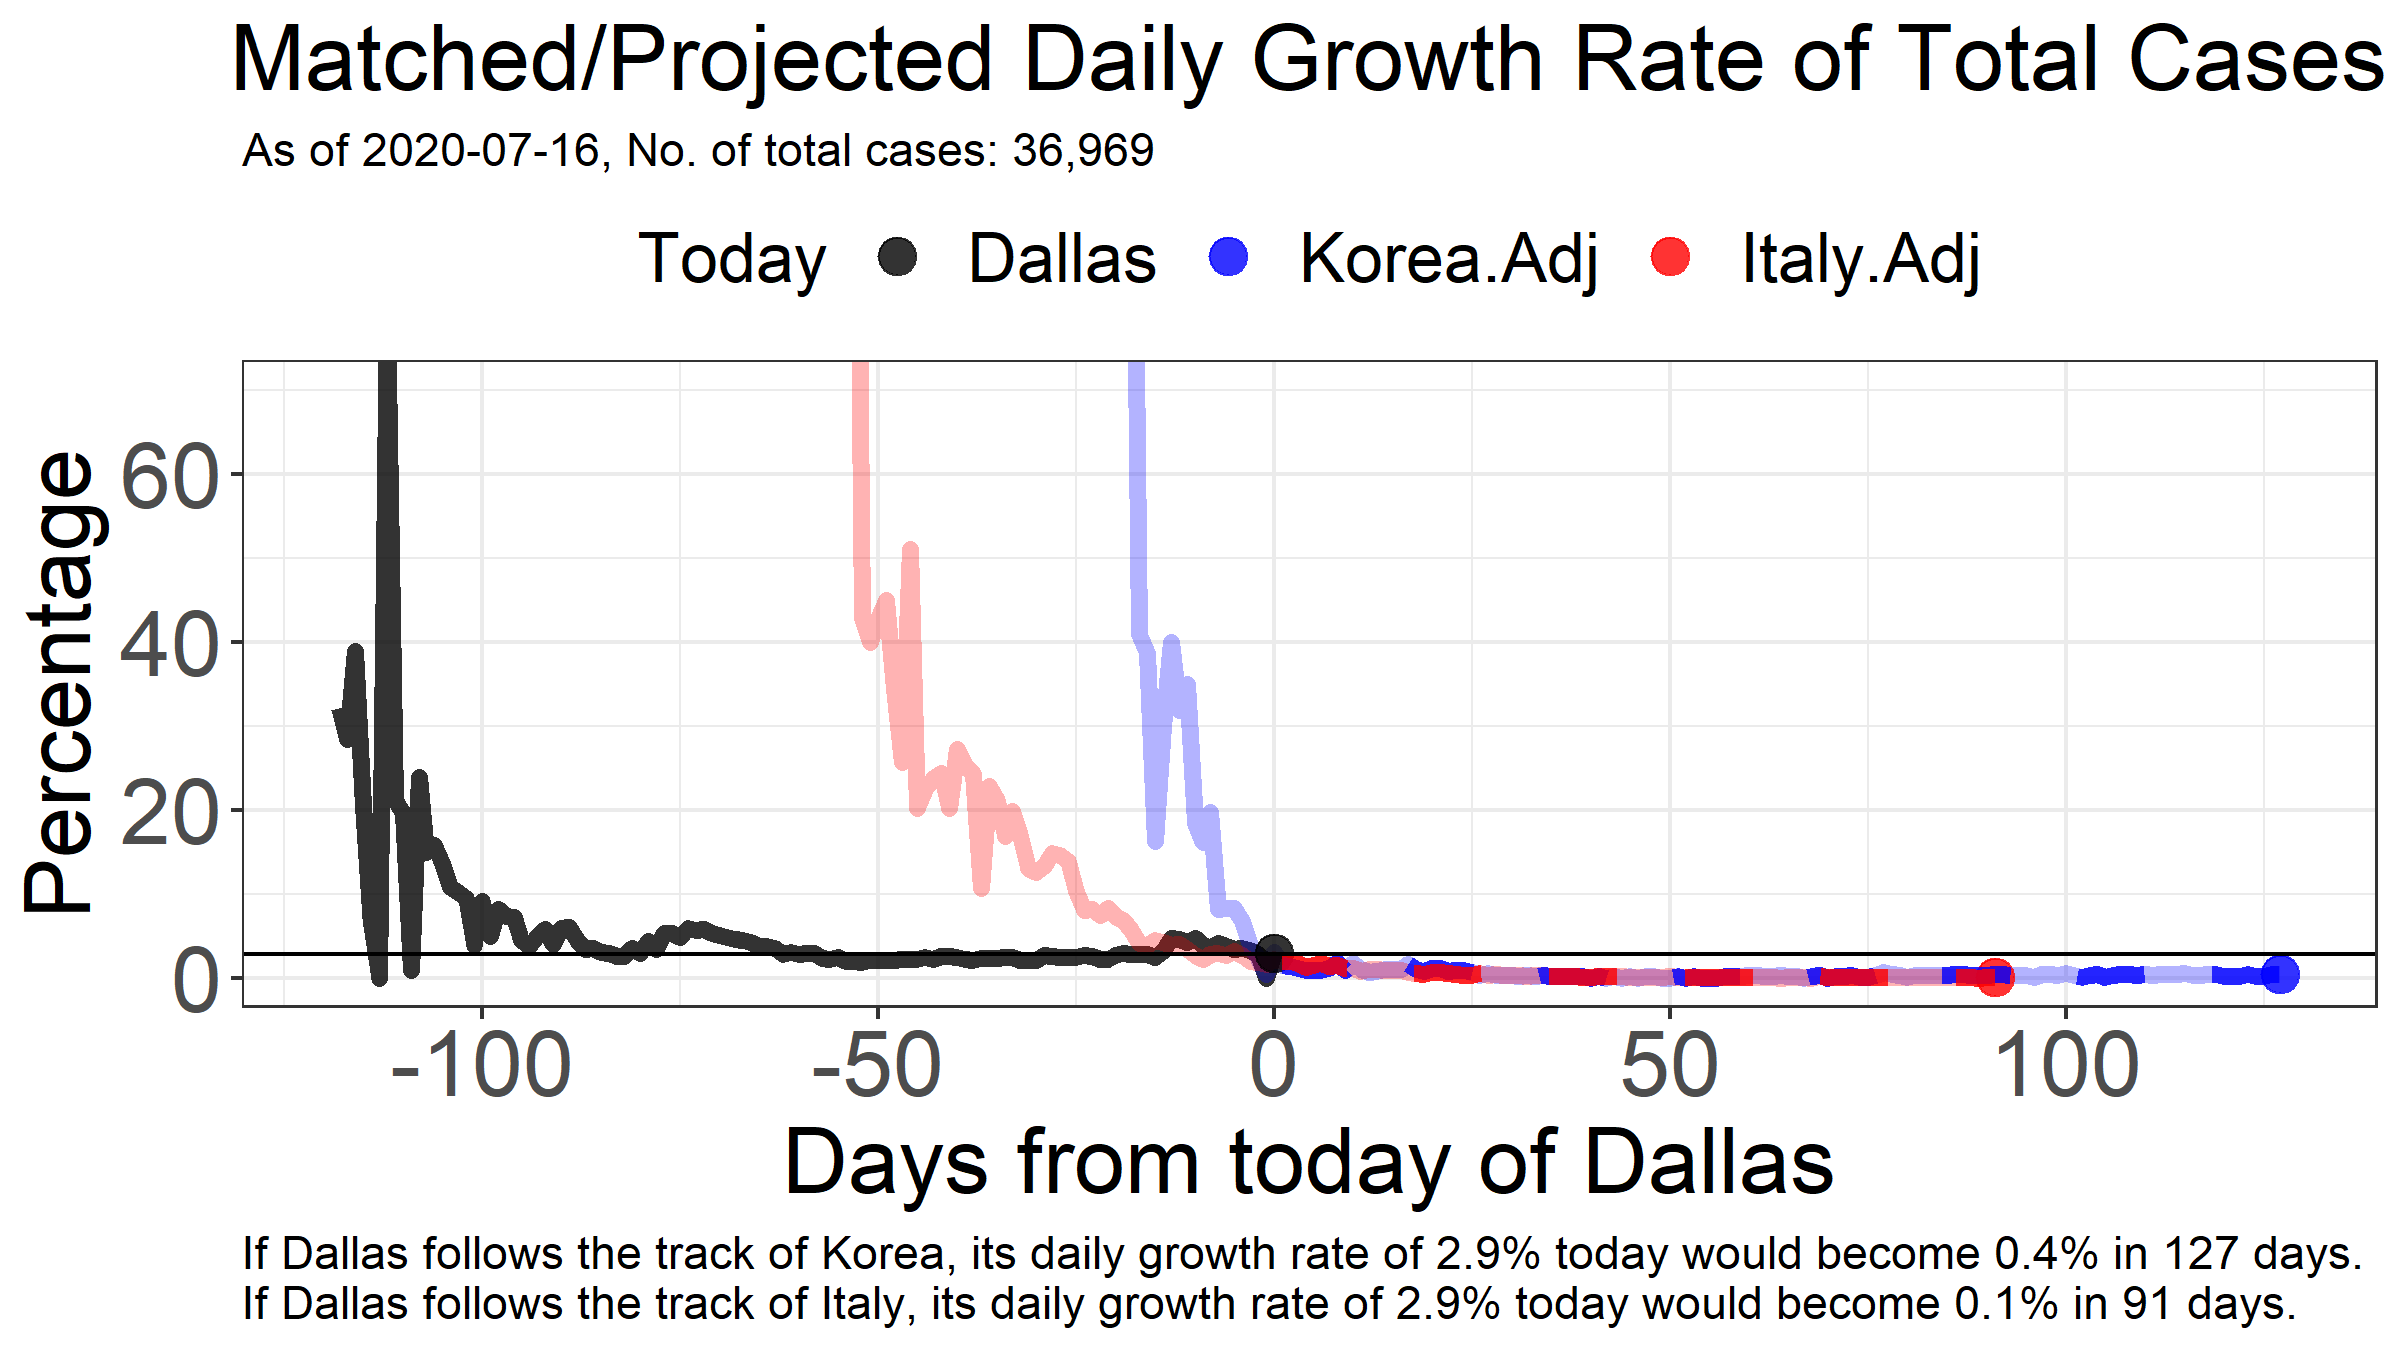 Matched/Projected Daily Growth Rate of Total Cases
As of 2020-07-16, No. of total cases: 36,969
Today Dallas Korea.Adj Italy.Adj
Percentage
60
40
20
0
-100 -50 0 50 100
Days from today of Dallas
If Dallas follows the track of Korea, its daily growth rate of 2.9% today would become 0.4% in 127 days.
If Dallas follows the track of Italy, its daily growth rate of 2.9% today would become 0.1% in 91 days.